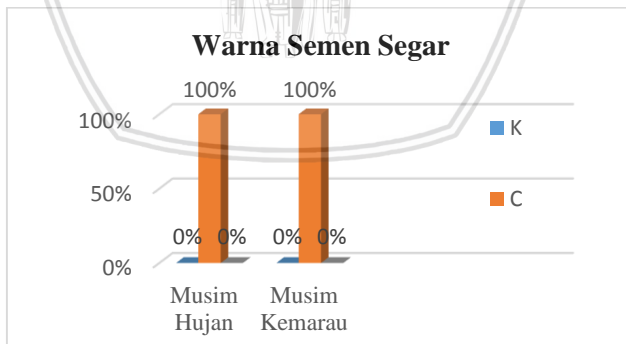 Warna Semen Segar
100% 100%
100%
50%
0% 0% 0% 0%
0%
Musim Hujan
Musim Kemarau
K
C